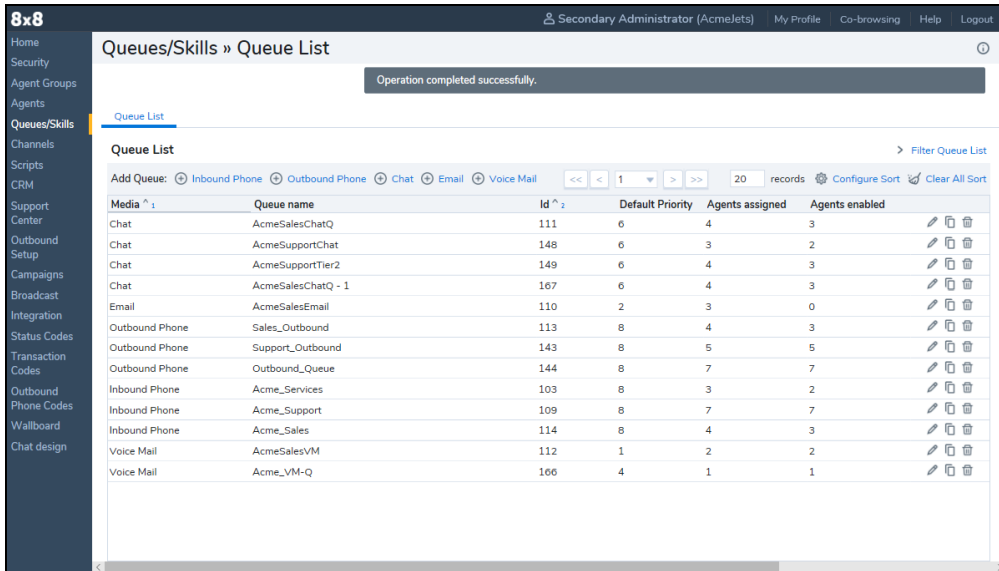 8x8
Secondary Administrator (AcmeJets) My Profile Co-browsing Help Logout
Home
Security
Agent Groups
Agents
Queues/Skills
Channels
Scripts
CRM
Support
Center
Outbound
Setup
Campaigns
Broadcast
Integration
Status Codes
Transaction
Codes
Outbound
Phone Codes
Wallboard
Chat design
Queues/Skills » Queue List
Operation completed successfully.
Queue List
Queue List
> Filter Queue List
Add Queue: Inbound Phone Outbound Phone Chat Email Voice Mail << < 1 > >> 20 records Configure Sort Clear All Sort
Media ^ 1 Queue name Id ^ 2 Default Priority Agents assigned Agents enabled
Chat AcmeSalesChatQ 111 6 4 3
Chat AcmeSupportChat 148 6 3 2
Chat AcmeSupportTier2 149 6 4 3
Chat AcmeSalesChatQ - 1 167 6 4 3
Email AcmeSalesEmail 110 2 3 0
Outbound Phone Sales_Outbound 113 8 4 3
Outbound Phone Support_Outbound 143 8 5 5
Outbound Phone Outbound_Queue 144 8 7 7
Inbound Phone Acme_Services 103 8 3 2
Inbound Phone Acme_Support 109 8 7 7
Inbound Phone Acme_Sales 114 8 4 3
Voice Mail AcmeSalesVM 112 1 2 2
Voice Mail Acme_VM-Q 166 4 1 1